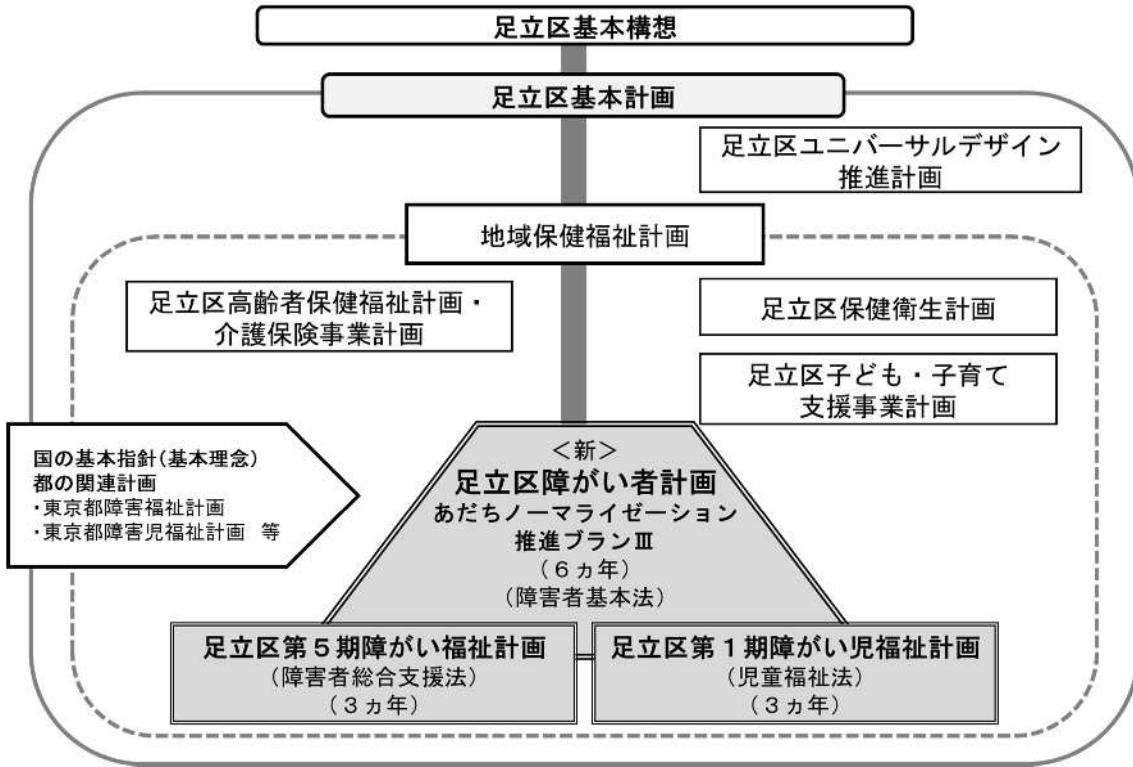 足立区基本構想
足立区基本計画
足立区ユニバーサルデザイン
推進計画
地域保健福祉計画
足立区高齢者保健福祉計画・
介護保険事業計画
足立区保健衛生計画
足立区子ども・子育て
支援事業計画
国の基本指針(基本理念)
都の関連計画
・東京都障害福祉計画
・東京都障害児福祉計画 等
＜新＞
足立区障がい者計画
あだちノーマライゼーション
推進プランⅢ
(６ヵ年)
(障害者基本法)
足立区第５期障がい福祉計画
(障害者総合支援法)
(３ヵ年)
足立区第１期障がい児福祉計画
(児童福祉法)
(３ヵ年)